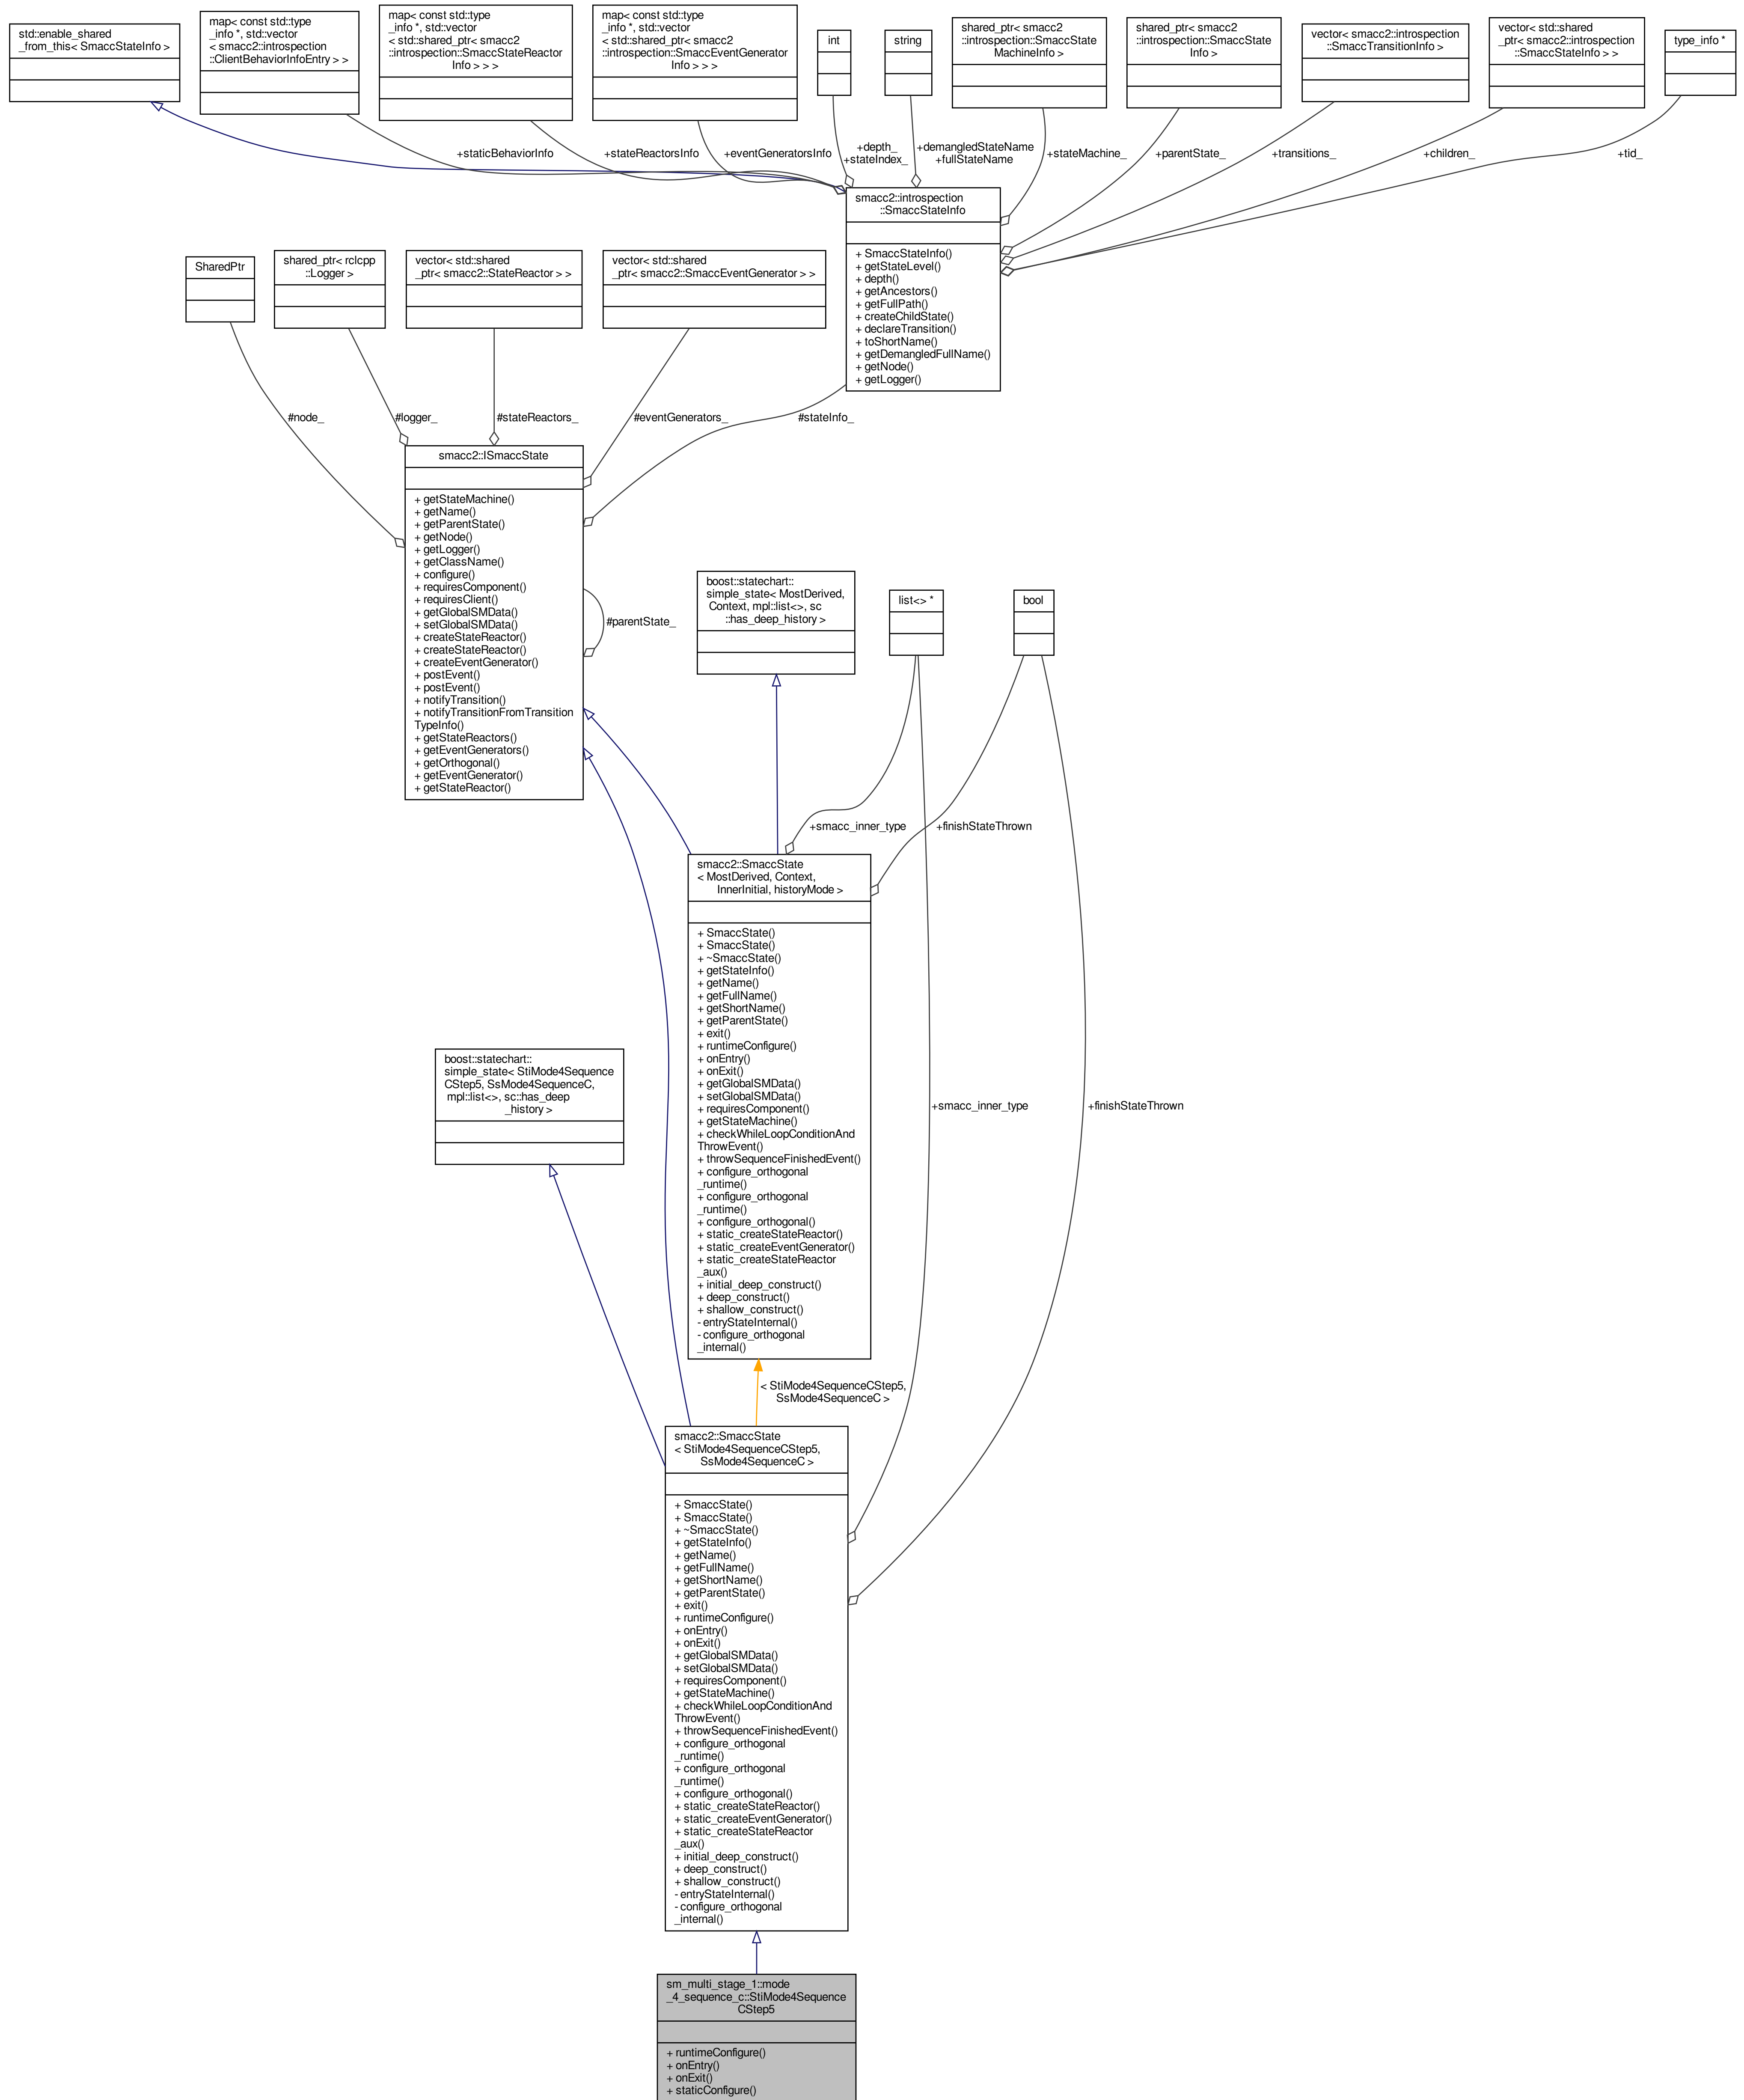 std::enable_shared
_from_this< SmaccStateInfo >
map< const std::type
_info *, std::vector
< smacc2::introspection
::ClientBehaviorInfoEntry > >
map< const std::type
_info *, std::vector
< std::shared_ptr< smacc2
::introspection::SmaccStateReactor
Info > > >
map< const std::type
_info *, std::vector
< std::shared_ptr< smacc2
::introspection::SmaccEventGenerator
Info > > >
int
string
shared_ptr< smacc2
::introspection::SmaccState
MachineInfo >
shared_ptr< smacc2
::introspection::SmaccState
Info >
vector< smacc2::introspection
::SmaccTransitionInfo >
vector< std::shared
_ptr< smacc2::introspection
::SmaccStateInfo > >
type_info *
+staticBehaviorInfo
+stateReactorsInfo
+eventGeneratorsInfo
+depth_
+stateIndex_
+demangledStateName
+fullStateName
+stateMachine_
+parentState_
+transitions_
+children_
+tid_
smacc2::introspection
::SmaccStateInfo
+ SmaccStateInfo()
+ getStateLevel()
+ depth()
+ getAncestors()
+ getFullPath()
+ createChildState()
+ declareTransition()
+ toShortName()
+ getDemangledFullName()
+ getNode()
+ getLogger()
SharedPtr
shared_ptr< rclcpp
::Logger >
vector< std::shared
_ptr< smacc2::StateReactor > >
vector< std::shared
_ptr< smacc2::SmaccEventGenerator > >
#node_
#logger_
#stateReactors_
#eventGenerators_
#stateInfo_
smacc2::ISmaccState
+ getStateMachine()
+ getName()
+ getParentState()
+ getNode()
+ getLogger()
+ getClassName()
+ configure()
+ requiresComponent()
+ requiresClient()
+ getGlobalSMData()
+ setGlobalSMData()
+ createStateReactor()
+ createStateReactor()
+ createEventGenerator()
+ postEvent()
+ postEvent()
+ notifyTransition()
+ notifyTransitionFromTransition
TypeInfo()
+ getStateReactors()
+ getEventGenerators()
+ getOrthogonal()
+ getEventGenerator()
+ getStateReactor()
#parentState_
boost::statechart::
simple_state< MostDerived,
Context, mpl::list<>, sc
::has_deep_history >
list<> *
bool
+smacc_inner_type
+finishStateThrown
smacc2::SmaccState
< MostDerived, Context,
InnerInitial, historyMode >
+ SmaccState()
+ SmaccState()
+ ~SmaccState()
+ getStateInfo()
+ getName()
+ getFullName()
+ getShortName()
+ getParentState()
+ exit()
+ runtimeConfigure()
+ onEntry()
+ onExit()
+ getGlobalSMData()
+ setGlobalSMData()
+ requiresComponent()
+ getStateMachine()
+ checkWhileLoopConditionAnd
ThrowEvent()
+ throwSequenceFinishedEvent()
+ configure_orthogonal
_runtime()
+ configure_orthogonal
_runtime()
+ configure_orthogonal()
+ static_createStateReactor()
+ static_createEventGenerator()
+ static_createStateReactor
_aux()
+ initial_deep_construct()
+ deep_construct()
+ shallow_construct()
- entryStateInternal()
- configure_orthogonal
_internal()
boost::statechart::
simple_state< StiMode4Sequence
CStep5, SsMode4SequenceC,
mpl::list<>, sc::has_deep
_history >
+smacc_inner_type
+finishStateThrown
< StiMode4SequenceCStep5,
SsMode4SequenceC >
smacc2::SmaccState
< StiMode4SequenceCStep5,
SsMode4SequenceC >
+ SmaccState()
+ SmaccState()
+ ~SmaccState()
+ getStateInfo()
+ getName()
+ getFullName()
+ getShortName()
+ getParentState()
+ exit()
+ runtimeConfigure()
+ onEntry()
+ onExit()
+ getGlobalSMData()
+ setGlobalSMData()
+ requiresComponent()
+ getStateMachine()
+ checkWhileLoopConditionAnd
ThrowEvent()
+ throwSequenceFinishedEvent()
+ configure_orthogonal
_runtime()
+ configure_orthogonal
_runtime()
+ configure_orthogonal()
+ static_createStateReactor()
+ static_createEventGenerator()
+ static_createStateReactor
_aux()
+ initial_deep_construct()
+ deep_construct()
+ shallow_construct()
- entryStateInternal()
- configure_orthogonal
_internal()
sm_multi_stage_1::mode
_4_sequence_c::StiMode4Sequence
CStep5
+ runtimeConfigure()
+ onEntry()
+ onExit()
+ staticConfigure()